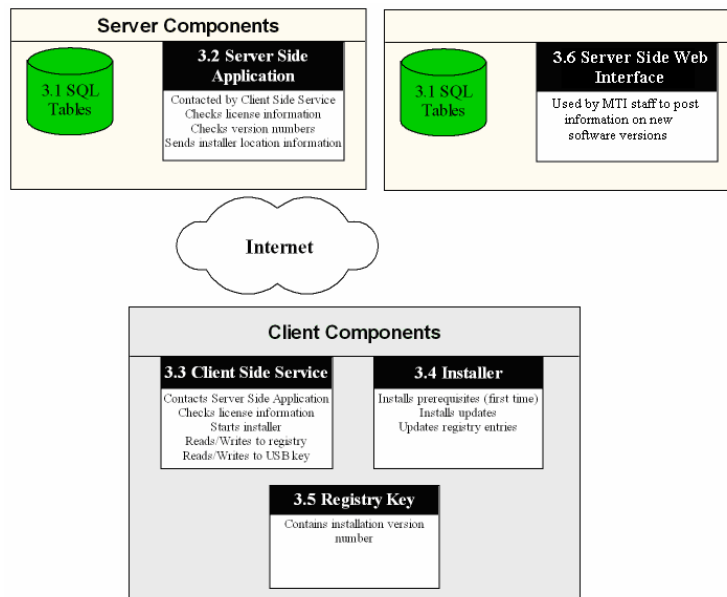 Server Components
3.1 SQL
Tables
3.2 Server Side
Application
Contacted by Client Side Service
Checks license information
Checks version numbers
Sends installer location information
3.1 SQL
Tables
3.6 Server Side Web
Interface
Used by MTI staff to post
information on new
software versions
Internet
Client Components
3.3 Client Side Service
Contacts Server Side Application
Checks license information
Starts installer
Reads/Writes to registry
Reads/Writes to USB key
3.4 Installer
Installs prerequisites (first time)
Installs updates
Updates registry entries
3.5 Registry Key
Contains installation version
number